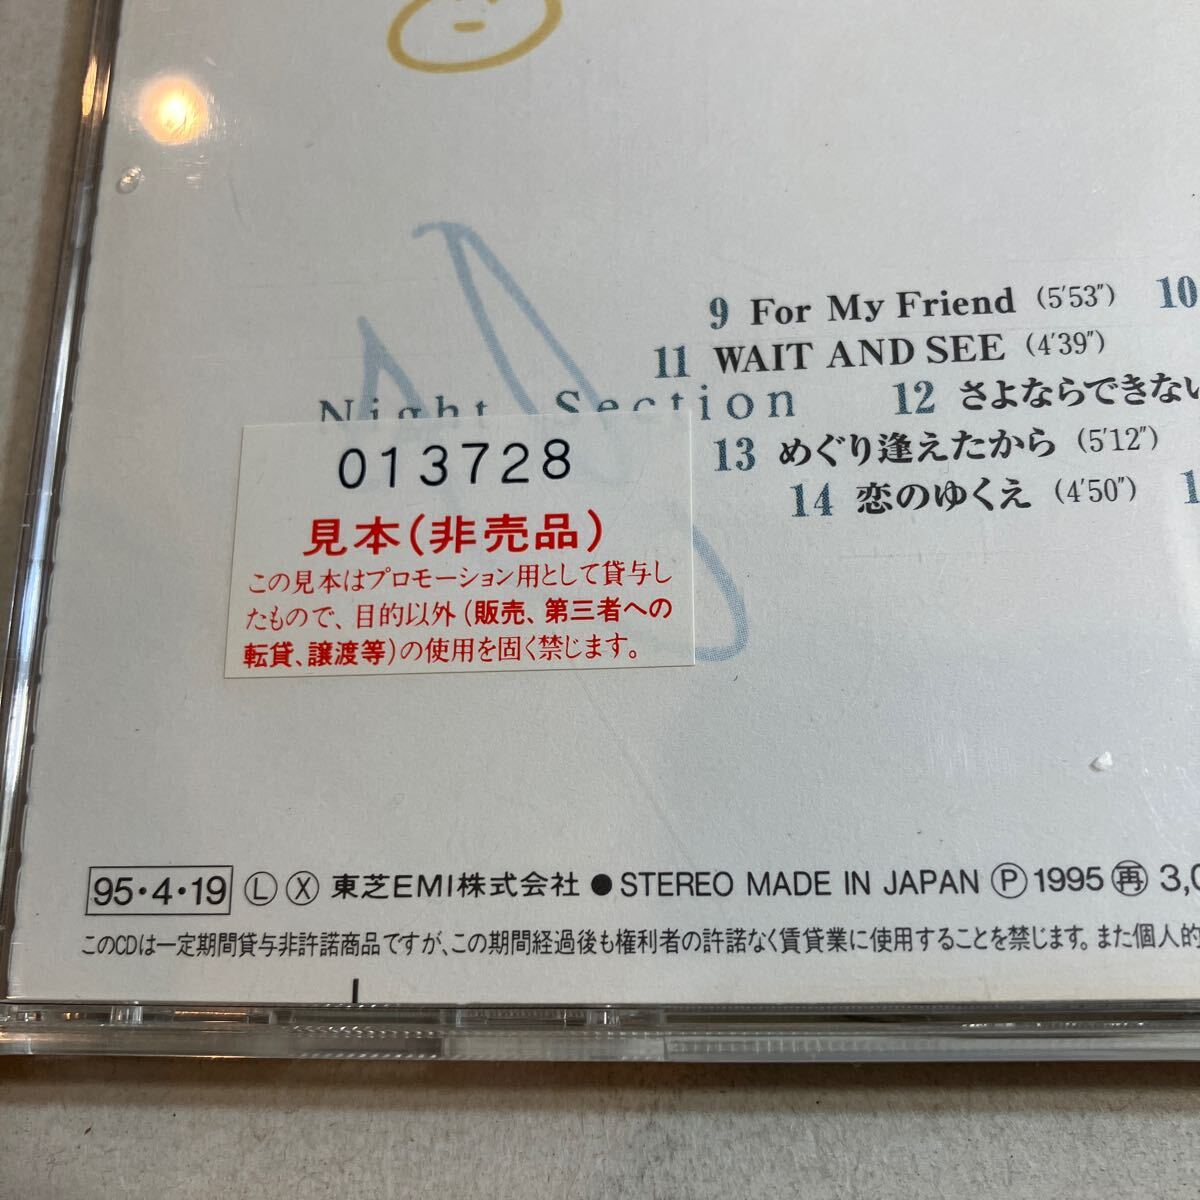 9 For My Friend (5'53") 10
11 WAIT AND SEE (4'39")
Night Section
12 さよならできない
13 めぐり逢えたから (5'12")
14 恋のゆくえ (4'50") 1
013728
見本(非売品)
この見本はプロモーション用として貸与し
たもので、目的以外(販売、第三者への
転貸、譲渡等)の使用を固く禁じます。
95・4・19 Ⓛ Ⓧ 東芝EMI株式会社 ● STEREO MADE IN JAPAN Ⓟ 1995 ㊢ 3,0
このCDは一定期間貸与非許諾商品ですが、この期間経過後も権利者の許諾なく賃貸業に使用することを禁じます。また個人的